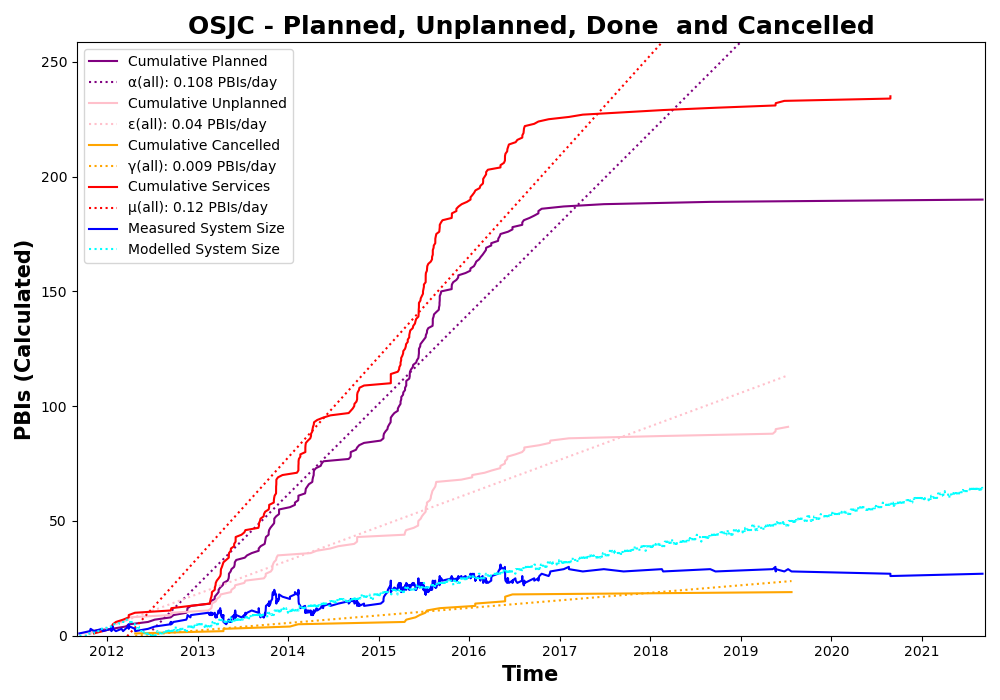 OSJC - Planned, Unplanned, Done  and Cancelled
Cumulative Planned
α(all): 0.108 PBIs/day
Cumulative Unplanned
ε(all): 0.04 PBIs/day
Cumulative Cancelled
γ(all): 0.009 PBIs/day
Cumulative Services
μ(all): 0.12 PBIs/day
Measured System Size
Modelled System Size
PBIs (Calculated)
250
200
150
100
50
0
2012 2013 2014 2015 2016 2017 2018 2019 2020 2021
Time